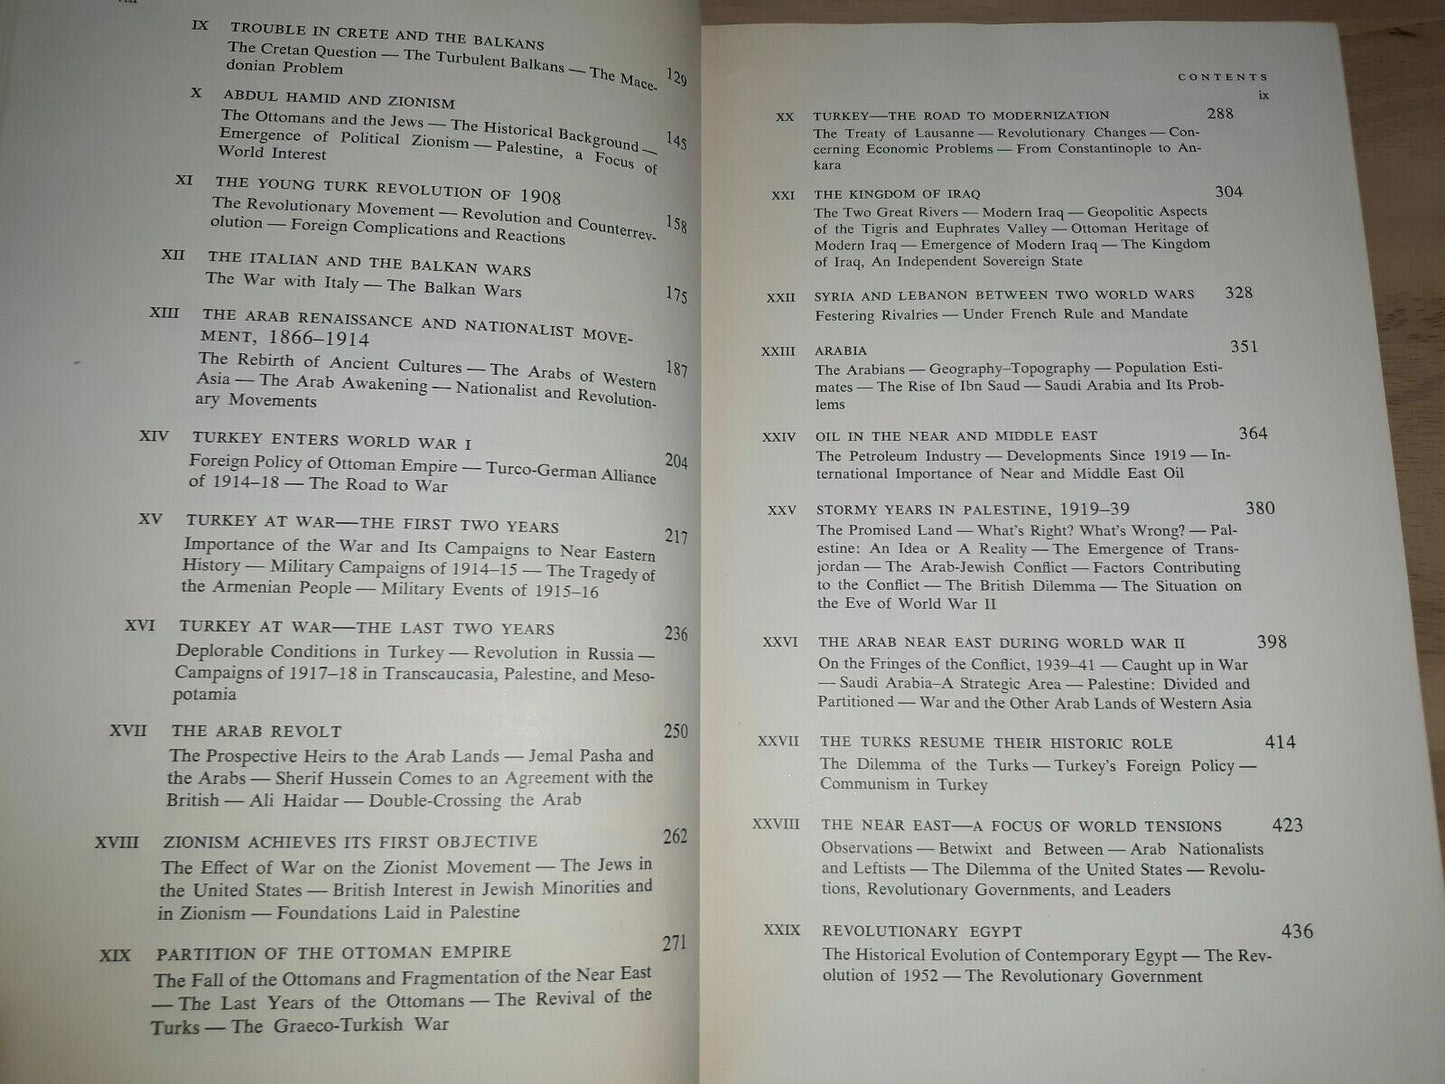 viii
IX TROUBLE IN CRETE AND THE BALKANS
The Cretan Question — The Turbulent Balkans — The Mace-
donian Problem 129
X ABDUL HAMID AND ZIONISM
The Ottomans and the Jews — The Historical Background — 145
Emergence of Political Zionism — Palestine, a Focus of
World Interest
XI THE YOUNG TURK REVOLUTION OF 1908
The Revolutionary Movement — Revolution and Counterrev- 158
olution — Foreign Complications and Reactions
XII THE ITALIAN AND THE BALKAN WARS
The War with Italy — The Balkan Wars 175
XIII THE ARAB RENAISSANCE AND NATIONALIST MOVE-
MENT, 1866–1914
The Rebirth of Ancient Cultures — The Arabs of Western 187
Asia — The Arab Awakening — Nationalist and Revolution-
ary Movements
XIV TURKEY ENTERS WORLD WAR I
Foreign Policy of Ottoman Empire — Turco-German Alliance 204
of 1914–18 — The Road to War
XV TURKEY AT WAR—THE FIRST TWO YEARS 217
Importance of the War and Its Campaigns to Near Eastern
History — Military Campaigns of 1914–15 — The Tragedy of
the Armenian People — Military Events of 1915–16
XVI TURKEY AT WAR—THE LAST TWO YEARS 236
Deplorable Conditions in Turkey — Revolution in Russia —
Campaigns of 1917–18 in Transcaucasia, Palestine, and Meso-
potamia
XVII THE ARAB REVOLT 250
The Prospective Heirs to the Arab Lands — Jemal Pasha and
the Arabs — Sherif Hussein Comes to an Agreement with the
British — Ali Haidar — Double-Crossing the Arab
XVIII ZIONISM ACHIEVES ITS FIRST OBJECTIVE 262
The Effect of War on the Zionist Movement — The Jews in
the United States — British Interest in Jewish Minorities and
in Zionism — Foundations Laid in Palestine
XIX PARTITION OF THE OTTOMAN EMPIRE 271
The Fall of the Ottomans and Fragmentation of the Near East
— The Last Years of the Ottomans — The Revival of the
Turks — The Graeco-Turkish War
CONTENTS
ix
XX TURKEY—THE ROAD TO MODERNIZATION 288
The Treaty of Lausanne — Revolutionary Changes — Con-
cerning Economic Problems — From Constantinople to An-
kara
XXI THE KINGDOM OF IRAQ 304
The Two Great Rivers — Modern Iraq — Geopolitic Aspects
of the Tigris and Euphrates Valley — Ottoman Heritage of
Modern Iraq — Emergence of Modern Iraq — The Kingdom
of Iraq, An Independent Sovereign State
XXII SYRIA AND LEBANON BETWEEN TWO WORLD WARS 328
Festering Rivalries — Under French Rule and Mandate
XXIII ARABIA 351
The Arabians — Geography–Topography — Population Esti-
mates — The Rise of Ibn Saud — Saudi Arabia and Its Prob-
lems
XXIV OIL IN THE NEAR AND MIDDLE EAST 364
The Petroleum Industry — Developments Since 1919 — In-
ternational Importance of Near and Middle East Oil
XXV STORMY YEARS IN PALESTINE, 1919–39 380
The Promised Land — What's Right? What's Wrong? — Pal-
estine: An Idea or A Reality — The Emergence of Trans-
jordan — The Arab-Jewish Conflict — Factors Contributing
to the Conflict — The British Dilemma — The Situation on
the Eve of World War II
XXVI THE ARAB NEAR EAST DURING WORLD WAR II 398
On the Fringes of the Conflict, 1939–41 — Caught up in War
— Saudi Arabia–A Strategic Area — Palestine: Divided and
Partitioned — War and the Other Arab Lands of Western Asia
XXVII THE TURKS RESUME THEIR HISTORIC ROLE 414
The Dilemma of the Turks — Turkey's Foreign Policy —
Communism in Turkey
XXVIII THE NEAR EAST—A FOCUS OF WORLD TENSIONS 423
Observations — Betwixt and Between — Arab Nationalists
and Leftists — The Dilemma of the United States — Revolu-
tions, Revolutionary Governments, and Leaders
XXIX REVOLUTIONARY EGYPT 436
The Historical Evolution of Contemporary Egypt — The Rev-
olution of 1952 — The Revolutionary Government